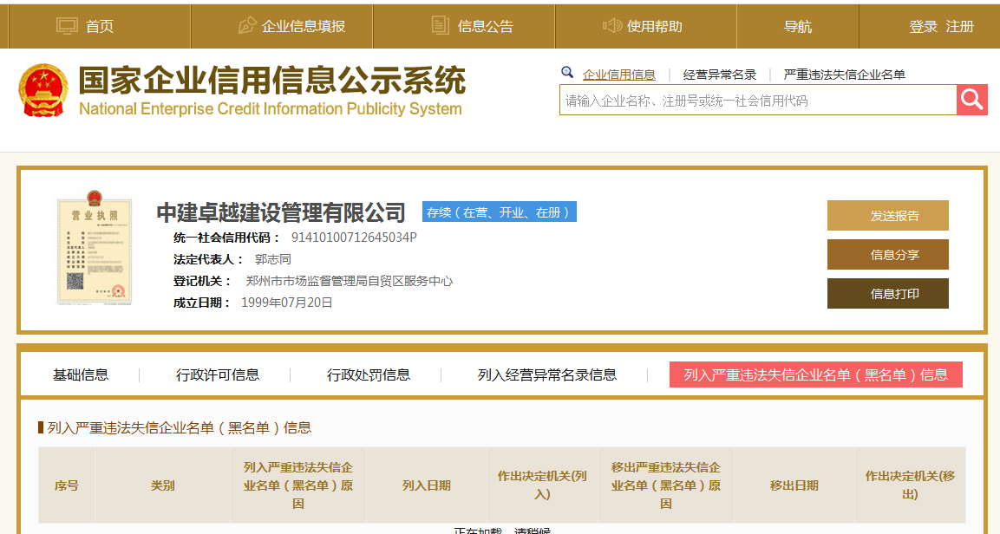 首页 企业信息填报 信息公告 使用帮助 导航 登录 注册
国家企业信用信息公示系统
National Enterprise Credit Information Publicity System
企业信用信息 经营异常名录 严重违法失信企业名单
请输入企业名称、注册号或统一社会信用代码
营业执照
中建卓越建设管理有限公司 存续（在营、开业、在册）
统一社会信用代码： 91410100712645034P
法定代表人： 郭志同
登记机关： 郑州市市场监督管理局自贸区服务中心
成立日期： 1999年07月20日
发送报告
信息分享
信息打印
基础信息 行政许可信息 行政处罚信息 列入经营异常名录信息 列入严重违法失信企业名单（黑名单）信息
列入严重违法失信企业名单（黑名单）信息
序号
类别
列入严重违法失信企
业名单（黑名单）原
因
列入日期
作出决定机关(列
入)
移出严重违法失信企
业名单（黑名单）原
因
移出日期
作出决定机关(移
出)
正在加载，请稍候